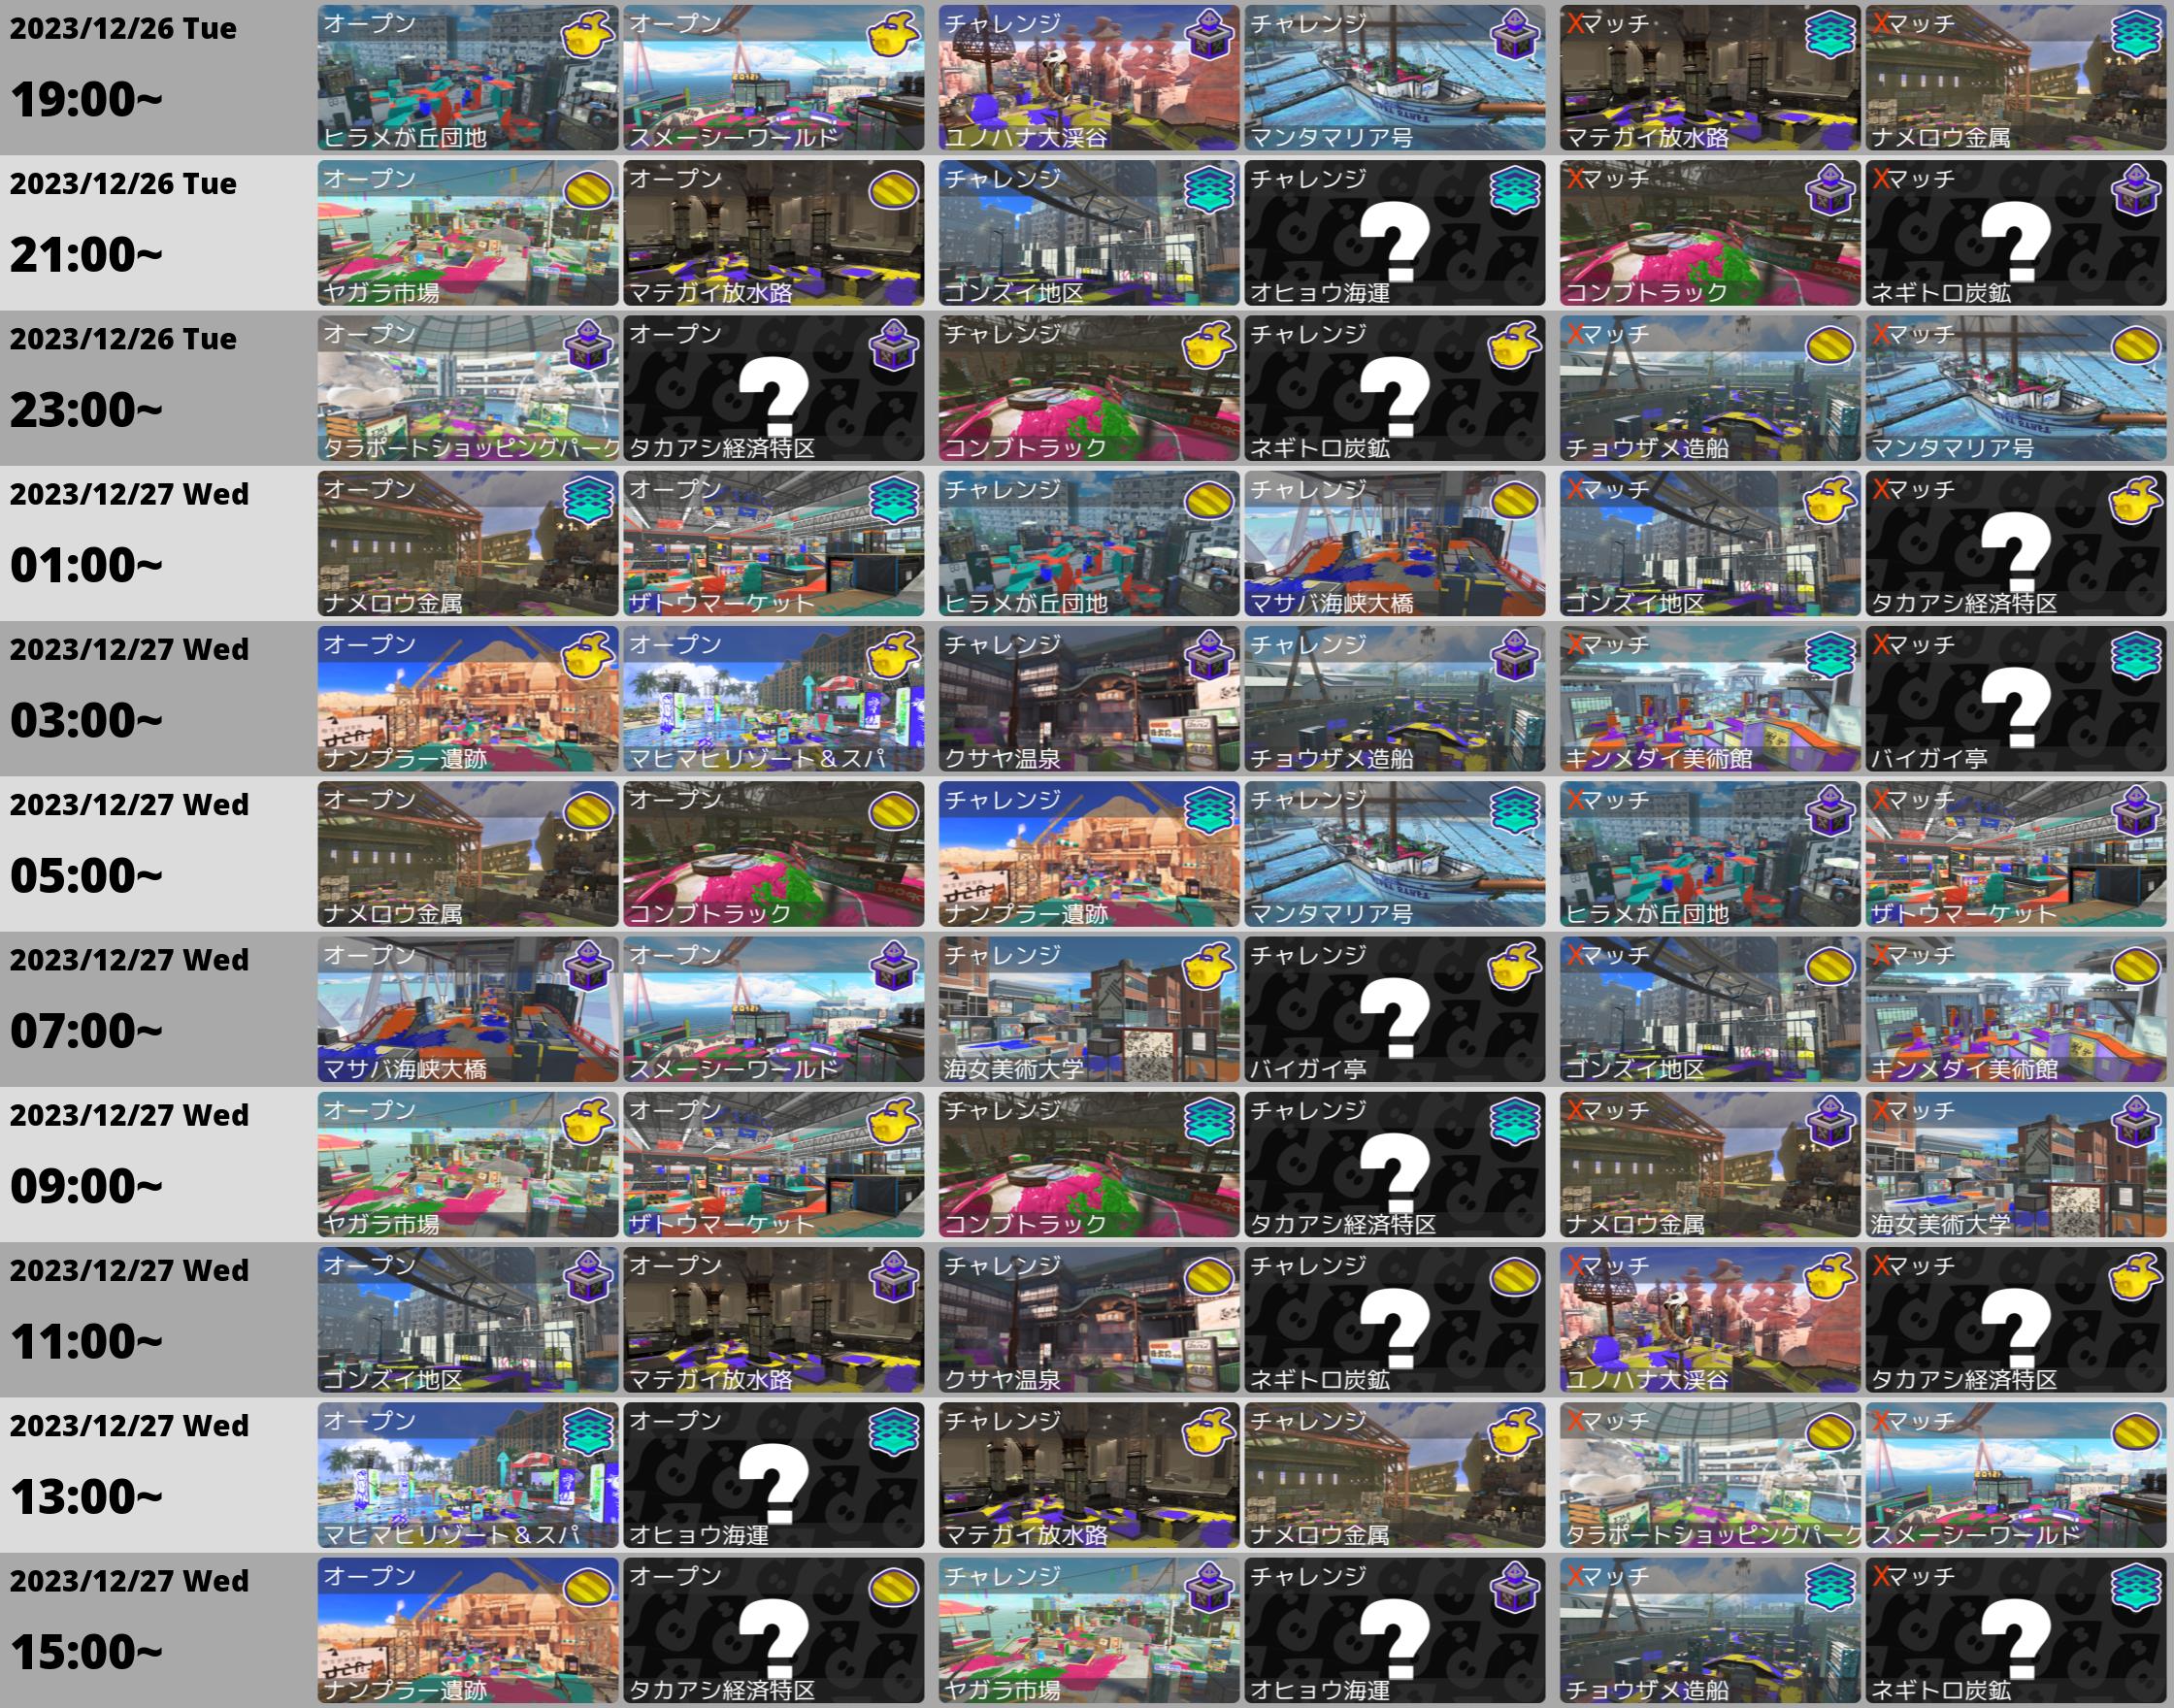 2023/12/26 Tue
19:00~
オープン オープン チャレンジ チャレンジ Xマッチ Xマッチ
ヒラメが丘団地 スメーシーワールド ユノハナ大渓谷 マンタマリア号 マテガイ放水路 ナメロウ金属
2023/12/26 Tue
21:00~
オープン オープン チャレンジ チャレンジ Xマッチ Xマッチ
ヤガラ市場 マテガイ放水路 ゴンズイ地区 オヒョウ海運 コンブトラック ネギトロ炭鉱
2023/12/26 Tue
23:00~
オープン オープン チャレンジ チャレンジ Xマッチ Xマッチ
タラポートショッピングパーク タカアシ経済特区 コンブトラック ネギトロ炭鉱 チョウザメ造船 マンタマリア号
2023/12/27 Wed
01:00~
オープン オープン チャレンジ チャレンジ Xマッチ Xマッチ
ナメロウ金属 ザトウマーケット ヒラメが丘団地 マサバ海峡大橋 ゴンズイ地区 タカアシ経済特区
2023/12/27 Wed
03:00~
オープン オープン チャレンジ チャレンジ Xマッチ Xマッチ
ナンプラー遺跡 マヒマヒリゾート＆スパ クサヤ温泉 チョウザメ造船 キンメダイ美術館 バイガイ亭
2023/12/27 Wed
05:00~
オープン オープン チャレンジ チャレンジ Xマッチ Xマッチ
ナメロウ金属 コンブトラック ナンプラー遺跡 マンタマリア号 ヒラメが丘団地 ザトウマーケット
2023/12/27 Wed
07:00~
オープン オープン チャレンジ チャレンジ Xマッチ Xマッチ
マサバ海峡大橋 スメーシーワールド 海女美術大学 バイガイ亭 ゴンズイ地区 キンメダイ美術館
2023/12/27 Wed
09:00~
オープン オープン チャレンジ チャレンジ Xマッチ Xマッチ
ヤガラ市場 ザトウマーケット コンブトラック タカアシ経済特区 ナメロウ金属 海女美術大学
2023/12/27 Wed
11:00~
オープン オープン チャレンジ チャレンジ Xマッチ Xマッチ
ゴンズイ地区 マテガイ放水路 クサヤ温泉 ネギトロ炭鉱 ユノハナ大渓谷 タカアシ経済特区
2023/12/27 Wed
13:00~
オープン オープン チャレンジ チャレンジ Xマッチ Xマッチ
マヒマヒリゾート＆スパ オヒョウ海運 マテガイ放水路 ナメロウ金属 タラポートショッピングパーク スメーシーワールド
2023/12/27 Wed
15:00~
オープン オープン チャレンジ チャレンジ Xマッチ Xマッチ
ナンプラー遺跡 タカアシ経済特区 ヤガラ市場 オヒョウ海運 チョウザメ造船 ネギトロ炭鉱